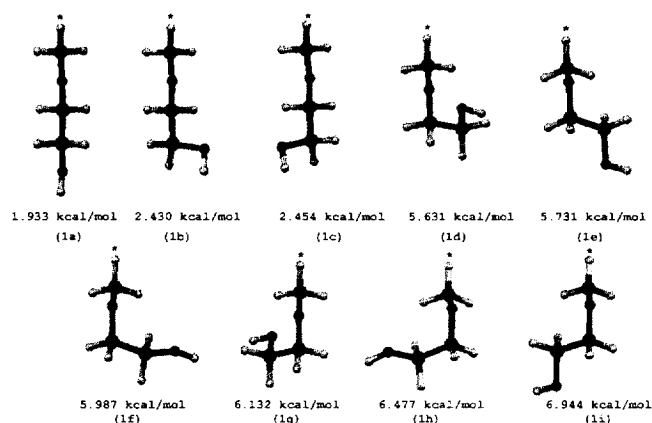 * * * * *
1.933 kcal/mol 2.430 kcal/mol 2.454 kcal/mol 5.631 kcal/mol 5.731 kcal/mol
(1a) (1b) (1c) (1d) (1e)
* * * *
5.987 kcal/mol 6.132 kcal/mol 6.477 kcal/mol 6.944 kcal/mol
(1f) (1g) (1h) (1i)